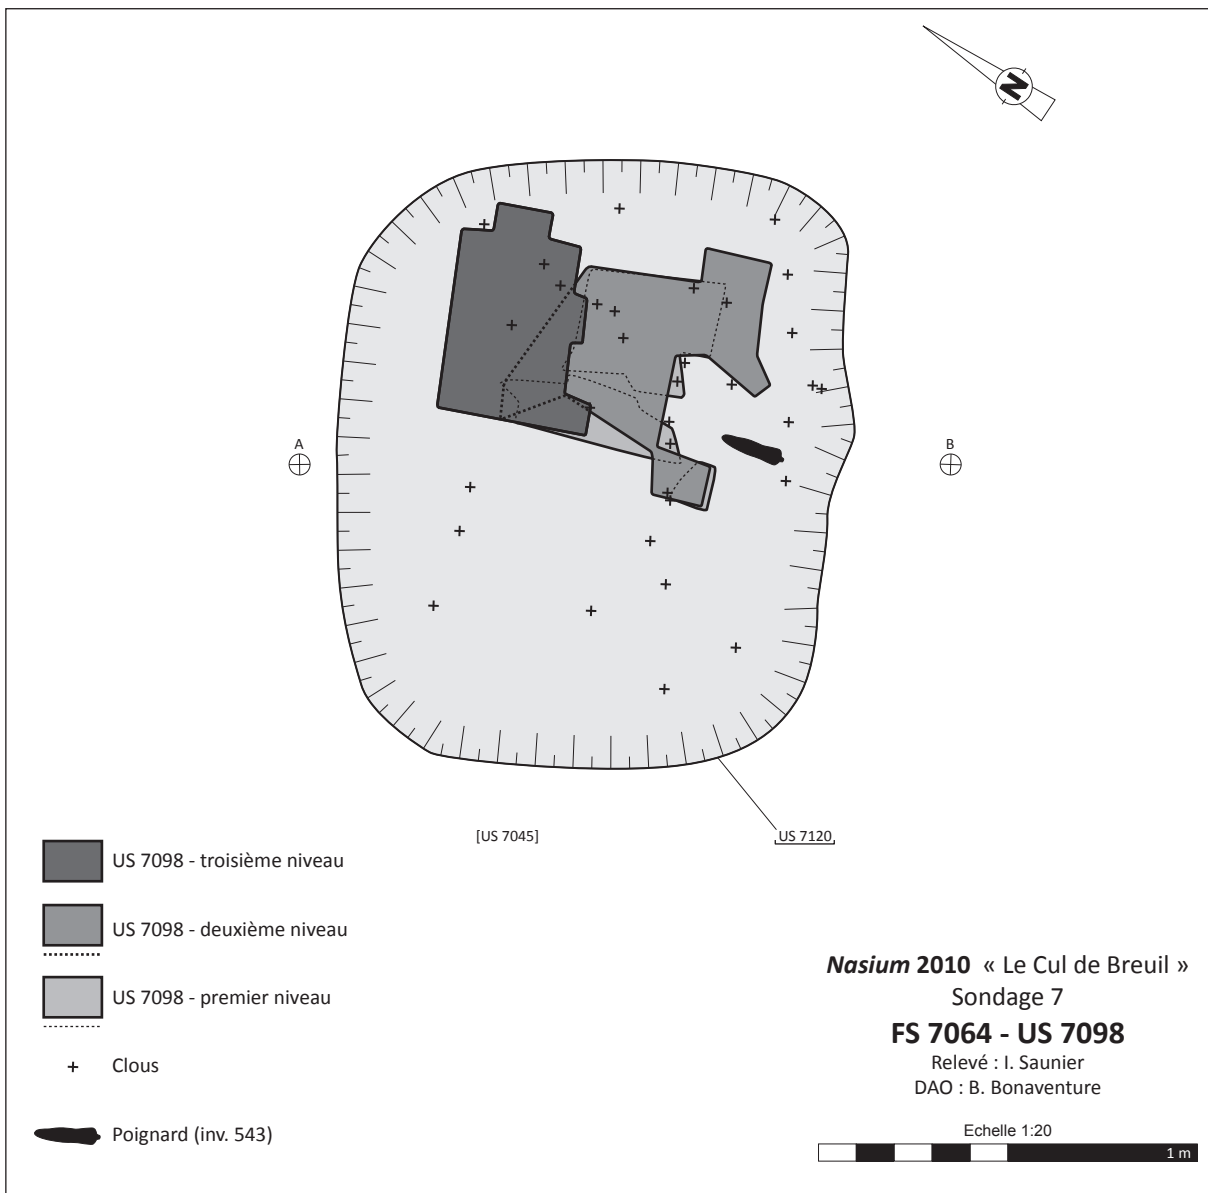 N
A
B
[US 7045]
US 7120
US 7098 - troisième niveau
US 7098 - deuxième niveau
US 7098 - premier niveau
Clous
Poignard (inv. 543)
Nasium 2010 « Le Cul de Breuil »
Sondage 7
FS 7064 - US 7098
Relevé : I. Saunier
DAO : B. Bonaventure
Echelle 1:20
1 m